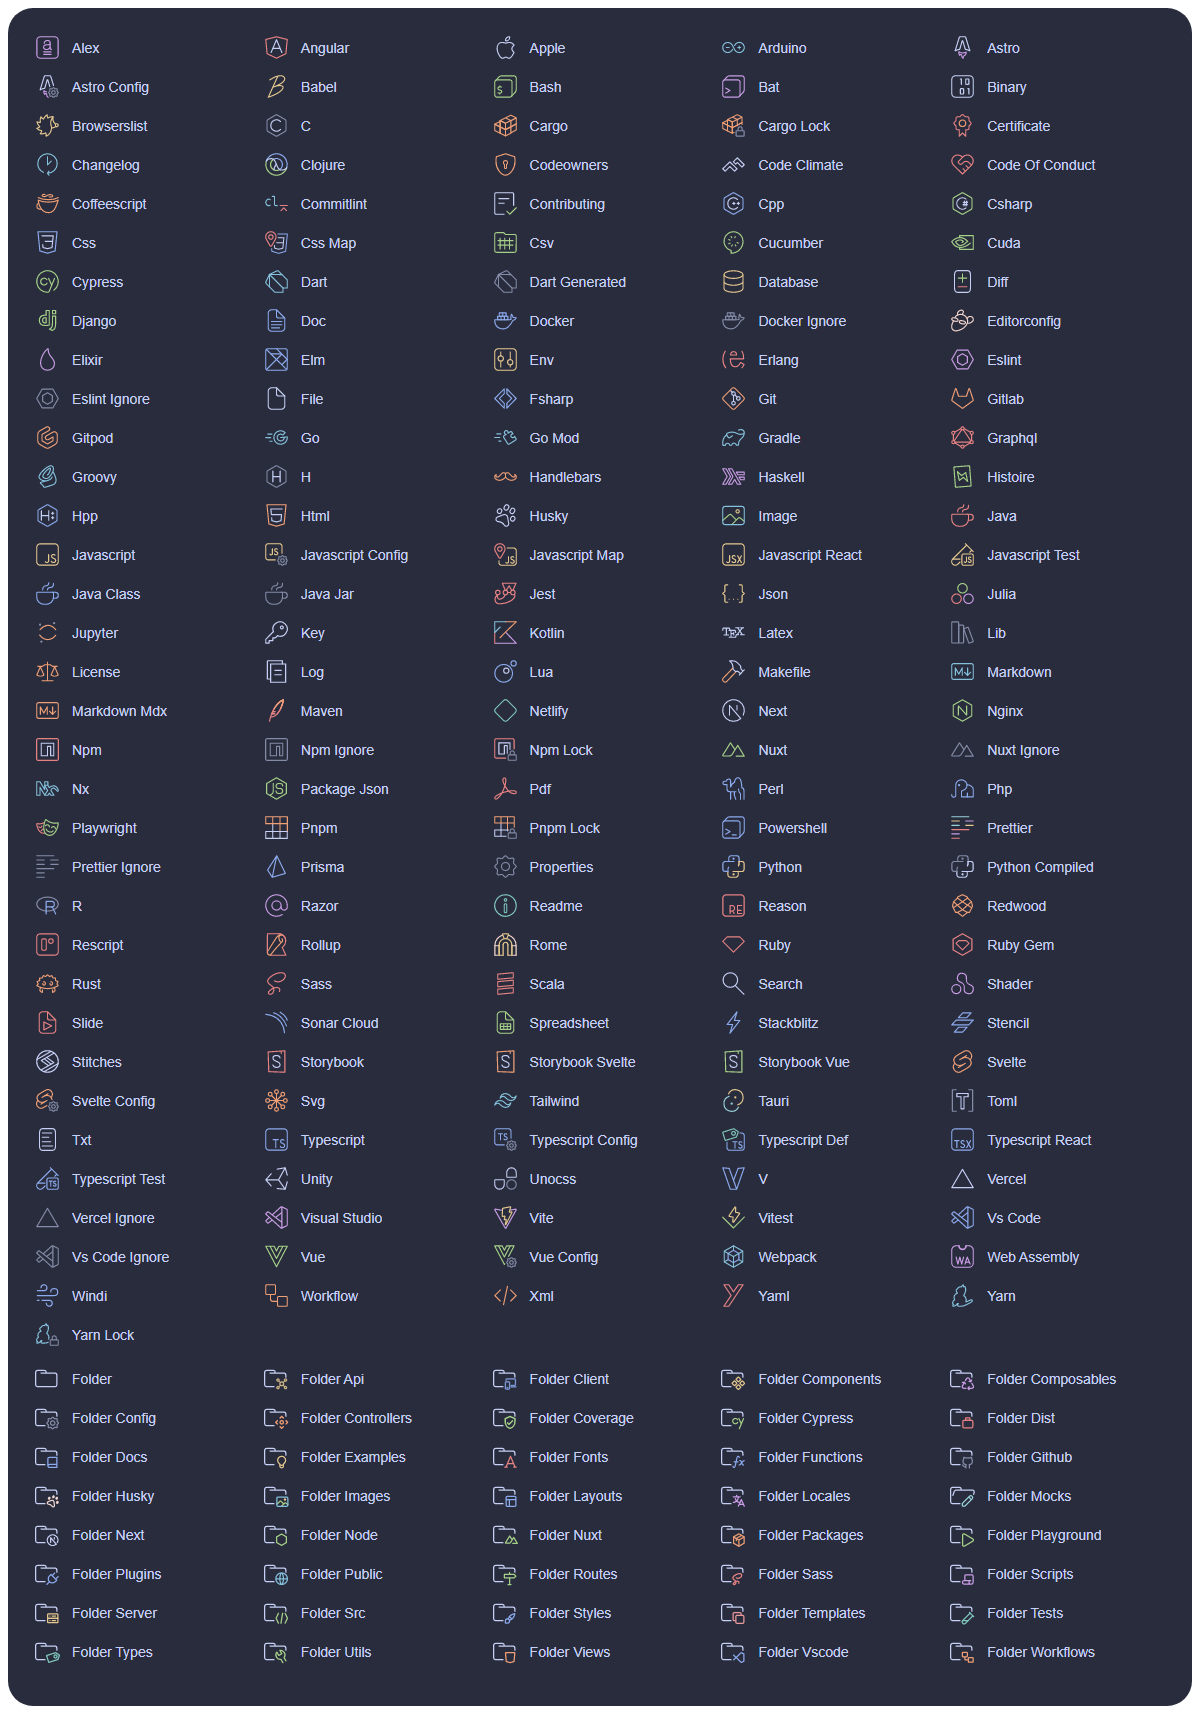 Alex Angular Apple Arduino Astro
Astro Config Babel Bash Bat Binary
Browserslist C Cargo Cargo Lock Certificate
Changelog Clojure Codeowners Code Climate Code Of Conduct
Coffeescript Commitlint Contributing Cpp Csharp
Css Css Map Csv Cucumber Cuda
Cypress Dart Dart Generated Database Diff
Django Doc Docker Docker Ignore Editorconfig
Elixir Elm Env Erlang Eslint
Eslint Ignore File Fsharp Git Gitlab
Gitpod Go Go Mod Gradle Graphql
Groovy H Handlebars Haskell Histoire
Hpp Html Husky Image Java
Javascript Javascript Config Javascript Map Javascript React Javascript Test
Java Class Java Jar Jest Json Julia
Jupyter Key Kotlin Latex Lib
License Log Lua Makefile Markdown
Markdown Mdx Maven Netlify Next Nginx
Npm Npm Ignore Npm Lock Nuxt Nuxt Ignore
Nx Package Json Pdf Perl Php
Playwright Pnpm Pnpm Lock Powershell Prettier
Prettier Ignore Prisma Properties Python Python Compiled
R Razor Readme Reason Redwood
Rescript Rollup Rome Ruby Ruby Gem
Rust Sass Scala Search Shader
Slide Sonar Cloud Spreadsheet Stackblitz Stencil
Stitches Storybook Storybook Svelte Storybook Vue Svelte
Svelte Config Svg Tailwind Tauri Toml
Txt Typescript Typescript Config Typescript Def Typescript React
Typescript Test Unity Unocss V Vercel
Vercel Ignore Visual Studio Vite Vitest Vs Code
Vs Code Ignore Vue Vue Config Webpack Web Assembly
Windi Workflow Xml Yaml Yarn
Yarn Lock
Folder Folder Api Folder Client Folder Components Folder Composables
Folder Config Folder Controllers Folder Coverage Folder Cypress Folder Dist
Folder Docs Folder Examples Folder Fonts Folder Functions Folder Github
Folder Husky Folder Images Folder Layouts Folder Locales Folder Mocks
Folder Next Folder Node Folder Nuxt Folder Packages Folder Playground
Folder Plugins Folder Public Folder Routes Folder Sass Folder Scripts
Folder Server Folder Src Folder Styles Folder Templates Folder Tests
Folder Types Folder Utils Folder Views Folder Vscode Folder Workflows